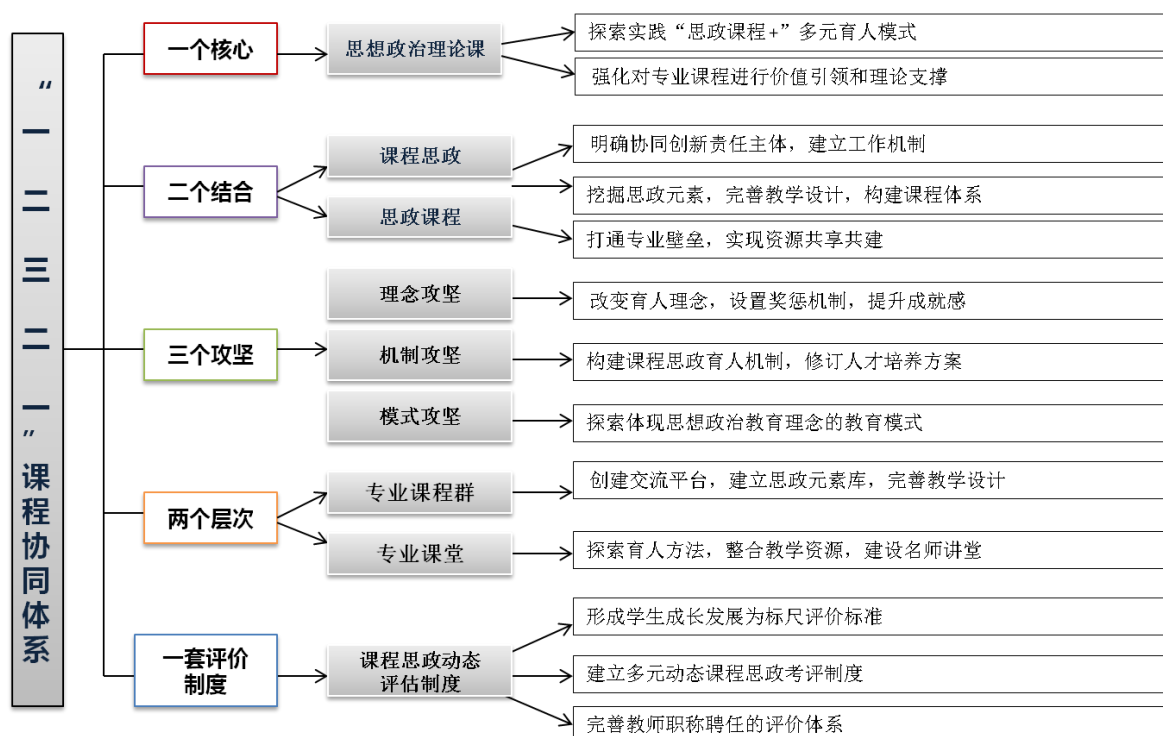 “一二三二一”课程协同体系
一个核心
思想政治理论课
探索实践“思政课程+”多元育人模式
强化对专业课程进行价值引领和理论支撑
二个结合
课程思政
思政课程
明确协同创新责任主体，建立工作机制
挖掘思政元素，完善教学设计，构建课程体系
打通专业壁垒，实现资源共享共建
三个攻坚
理念攻坚
改变育人理念，设置奖惩机制，提升成就感
机制攻坚
构建课程思政育人机制，修订人才培养方案
模式攻坚
探索体现思想政治教育理念的教育模式
两个层次
专业课程群
创建交流平台，建立思政元素库，完善教学设计
专业课堂
探索育人方法，整合教学资源，建设名师讲堂
一套评价
制度
课程思政动态
评估制度
形成学生成长发展为标尺评价标准
建立多元动态课程思政考评制度
完善教师职称聘任的评价体系